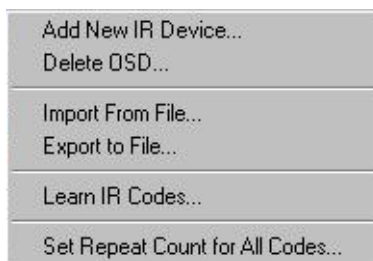 Add New IR Device...
Delete OSD...
Import From File...
Export to File...
Learn IR Codes...
Set Repeat Count for All Codes...